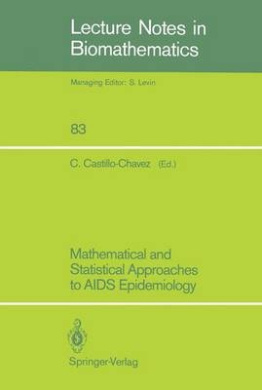 Lecture Notes in
Biomathematics
Managing Editor: S. Levin
83
C. Castillo-Chavez (Ed.)
Mathematical and
Statistical Approaches
to AIDS Epidemiology
Springer-Verlag